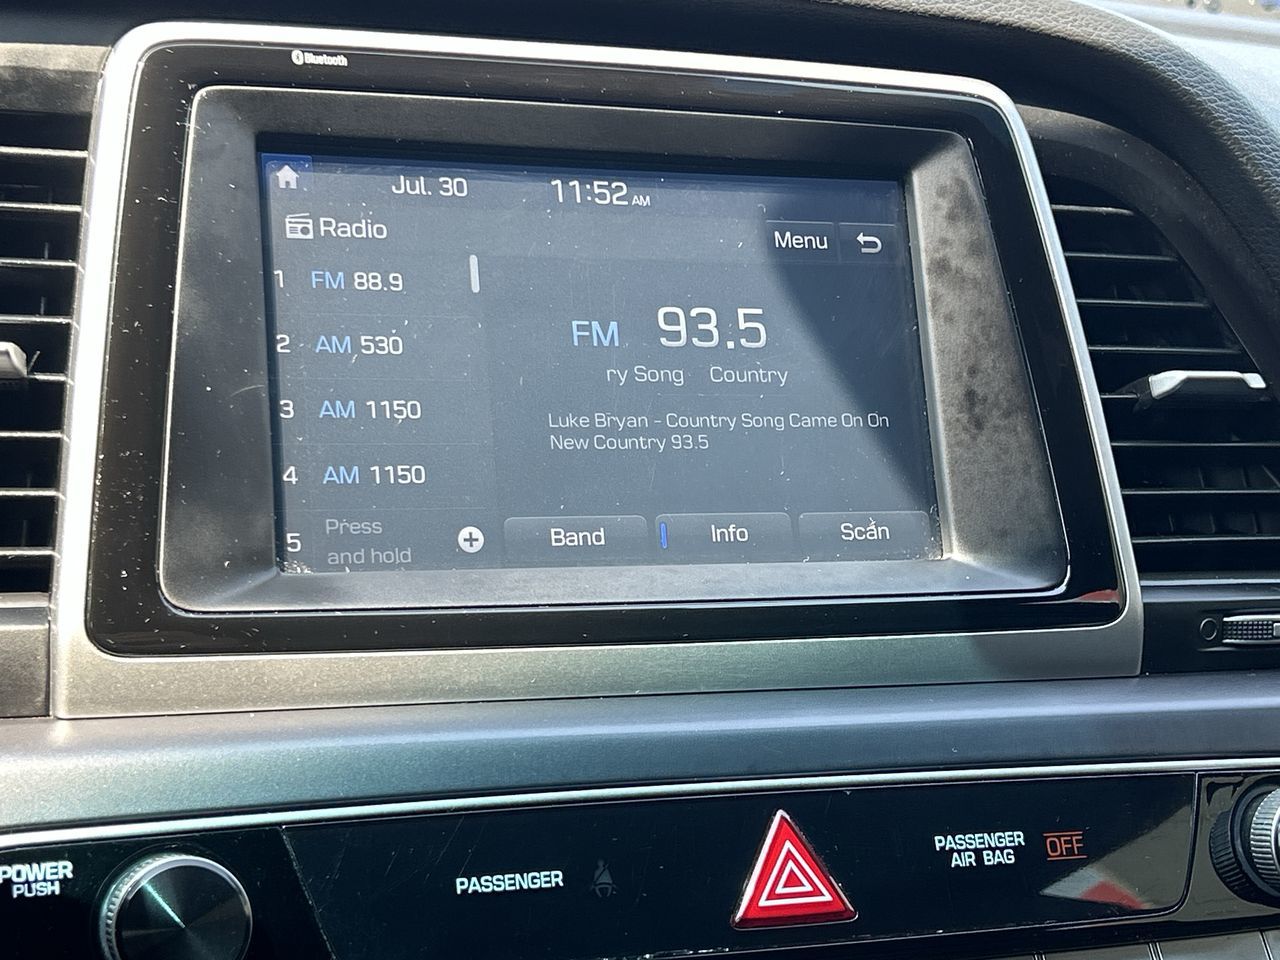 Bluetooth
Jul. 30 11:52 AM
Radio
Menu
1 FM 88.9
2 AM 530
3 AM 1150
4 AM 1150
5 Press and hold
FM 93.5
ry Song Country
Luke Bryan - Country Song Came On On
New Country 93.5
Band Info Scan
POWER
PUSH
PASSENGER
PASSENGER
AIR BAG OFF